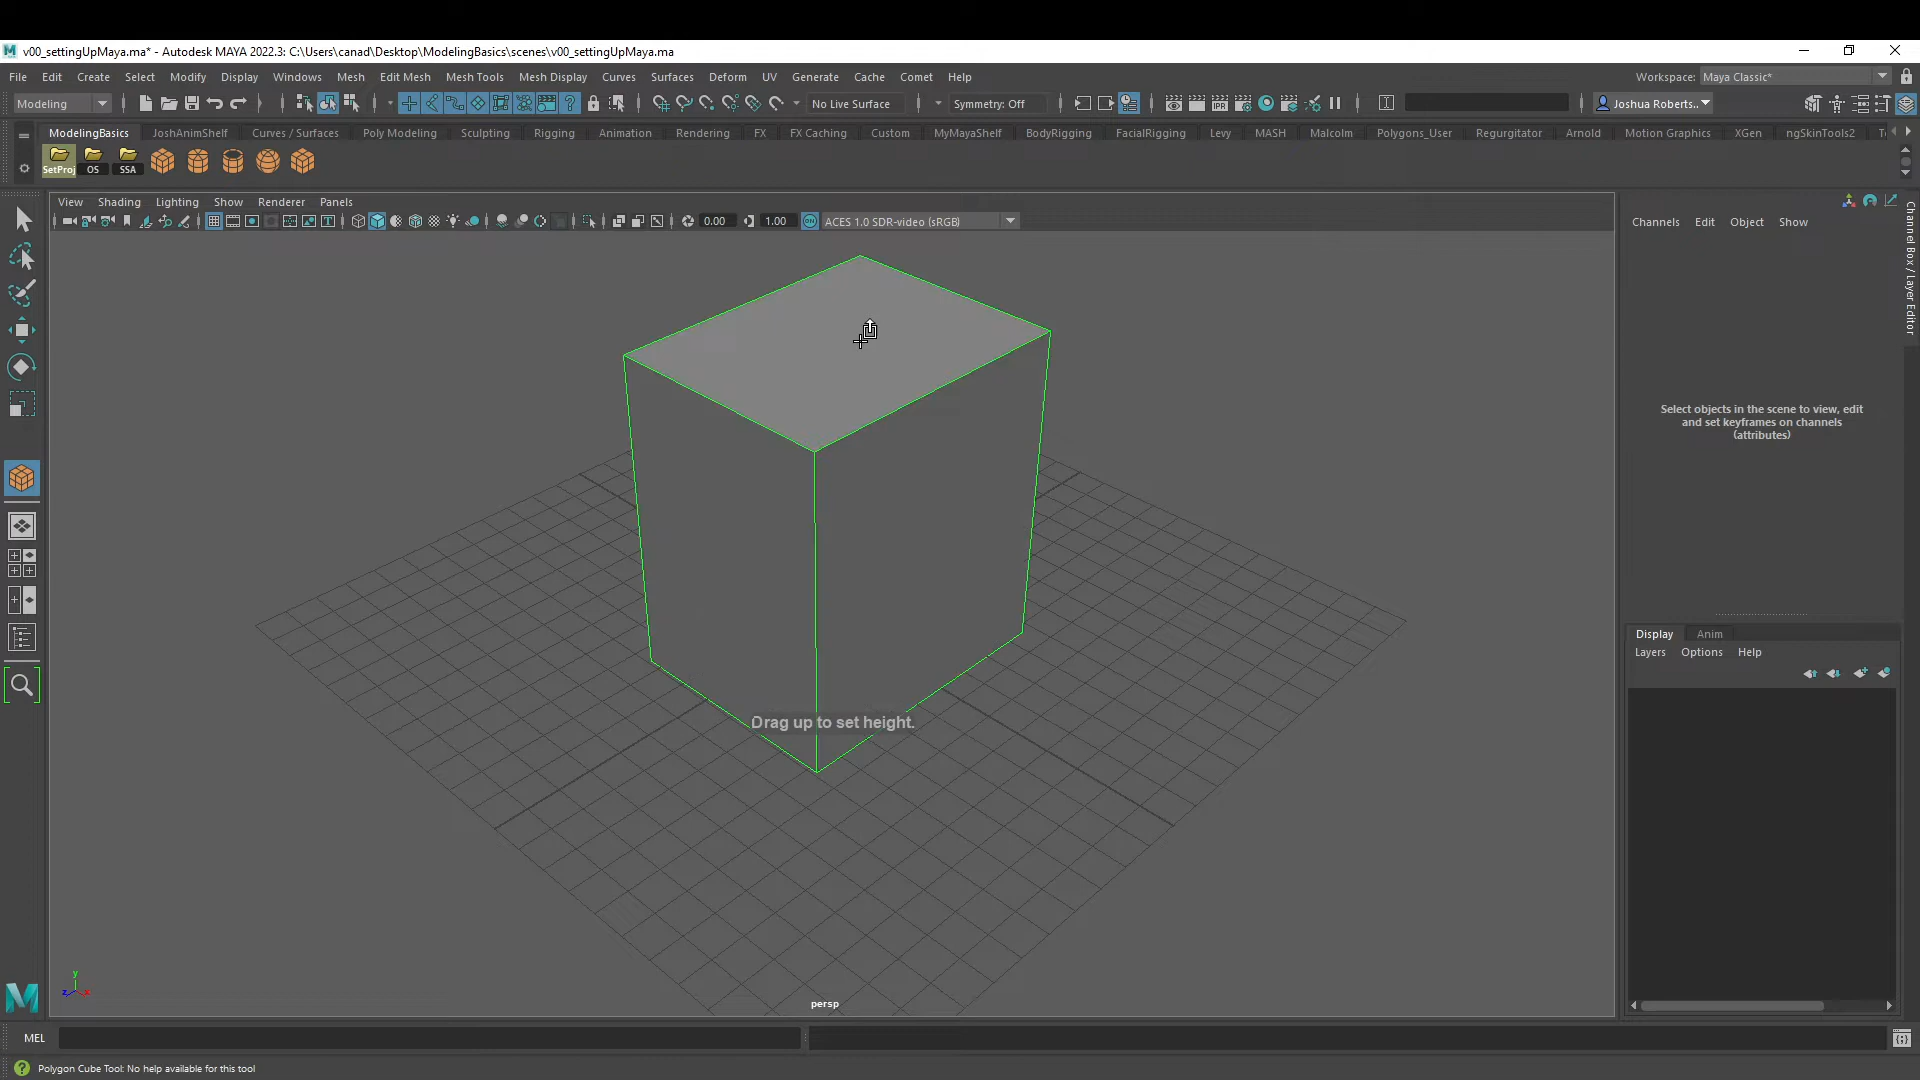 v00_settingUpMaya.ma* - Autodesk MAYA 2022.3: C:\Users\canad\Desktop\ModelingBasics\scenes\v00_settingUpMaya.ma
File Edit Create Select Modify Display Windows Mesh Edit Mesh Mesh Tools Mesh Display Curves Surfaces Deform UV Generate Cache Comet Help Workspace: Maya Classic*
Modeling No Live Surface Symmetry: Off Joshua Roberts..
ModelingBasics JoshAnimShelf Curves / Surfaces Poly Modeling Sculpting Rigging Animation Rendering FX FX Caching Custom MyMayaShelf BodyRigging FacialRigging Levy MASH Malcolm Polygons_User Regurgitator Arnold Motion Graphics XGen ngSkinTools2
SetProj OS SSA
View Shading Lighting Show Renderer Panels
0.00 1.00 ACES 1.0 SDR-video (sRGB)
Channels Edit Object Show
Channel Box / Layer Editor
Select objects in the scene to view, edit
and set keyframes on channels
(attributes)
Display Anim
Layers Options Help
Drag up to set height.
y
z x
persp
MEL
Polygon Cube Tool: No help available for this tool